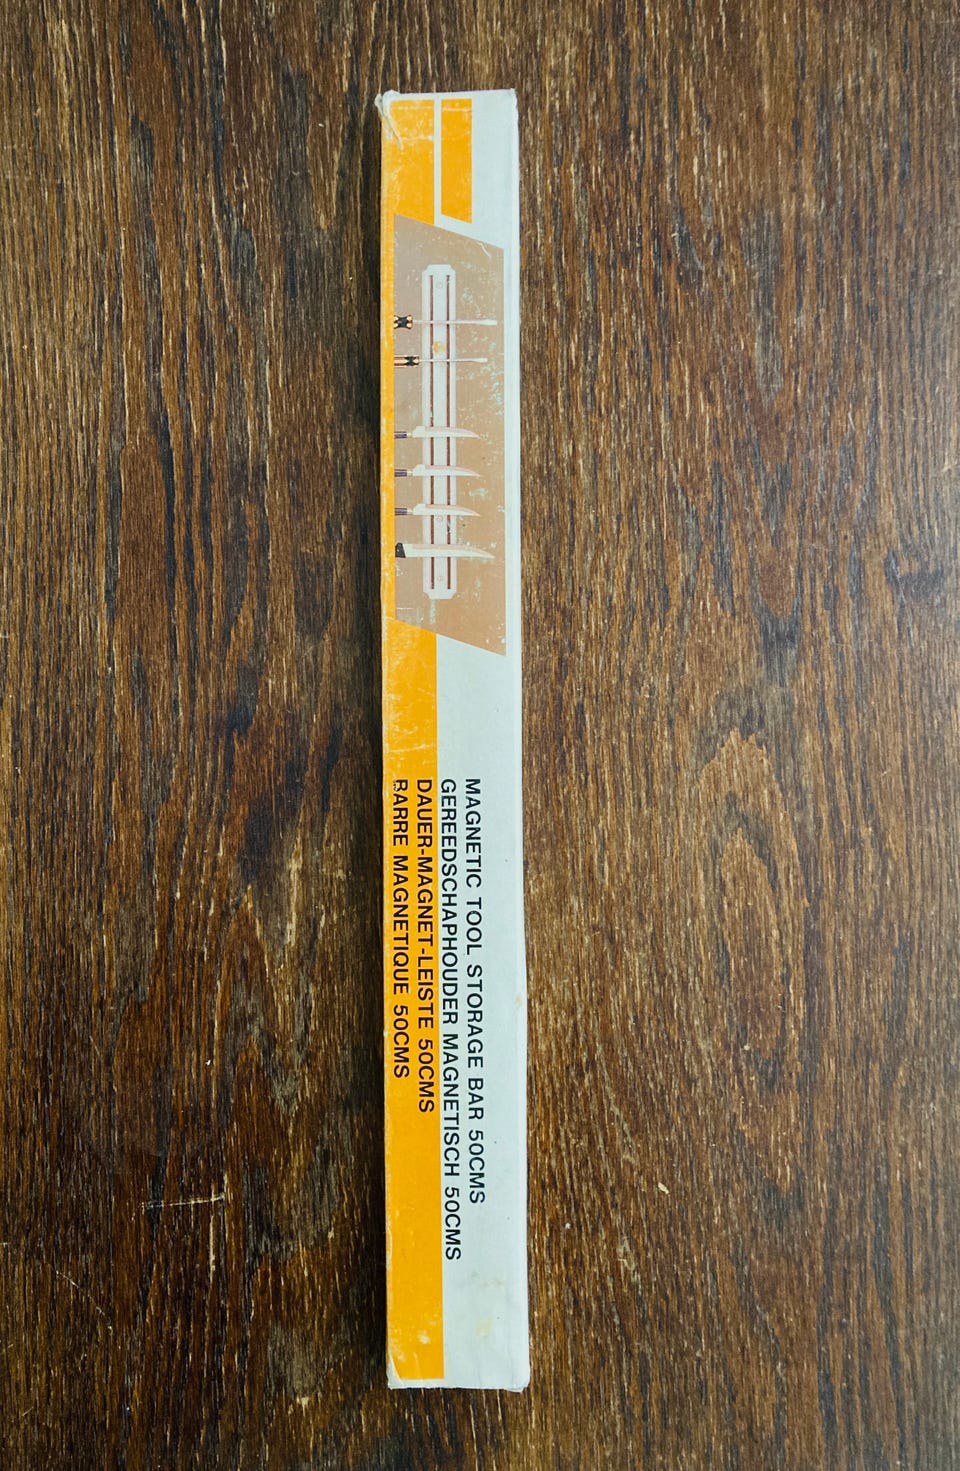 MAGNETIC TOOL STORAGE BAR 50CMS
GEREEDSCHAPHOUDER MAGNETISCH 50CMS
DAUER-MAGNET-LEISTE 50CMS
BARRE MAGNETIQUE 50CMS